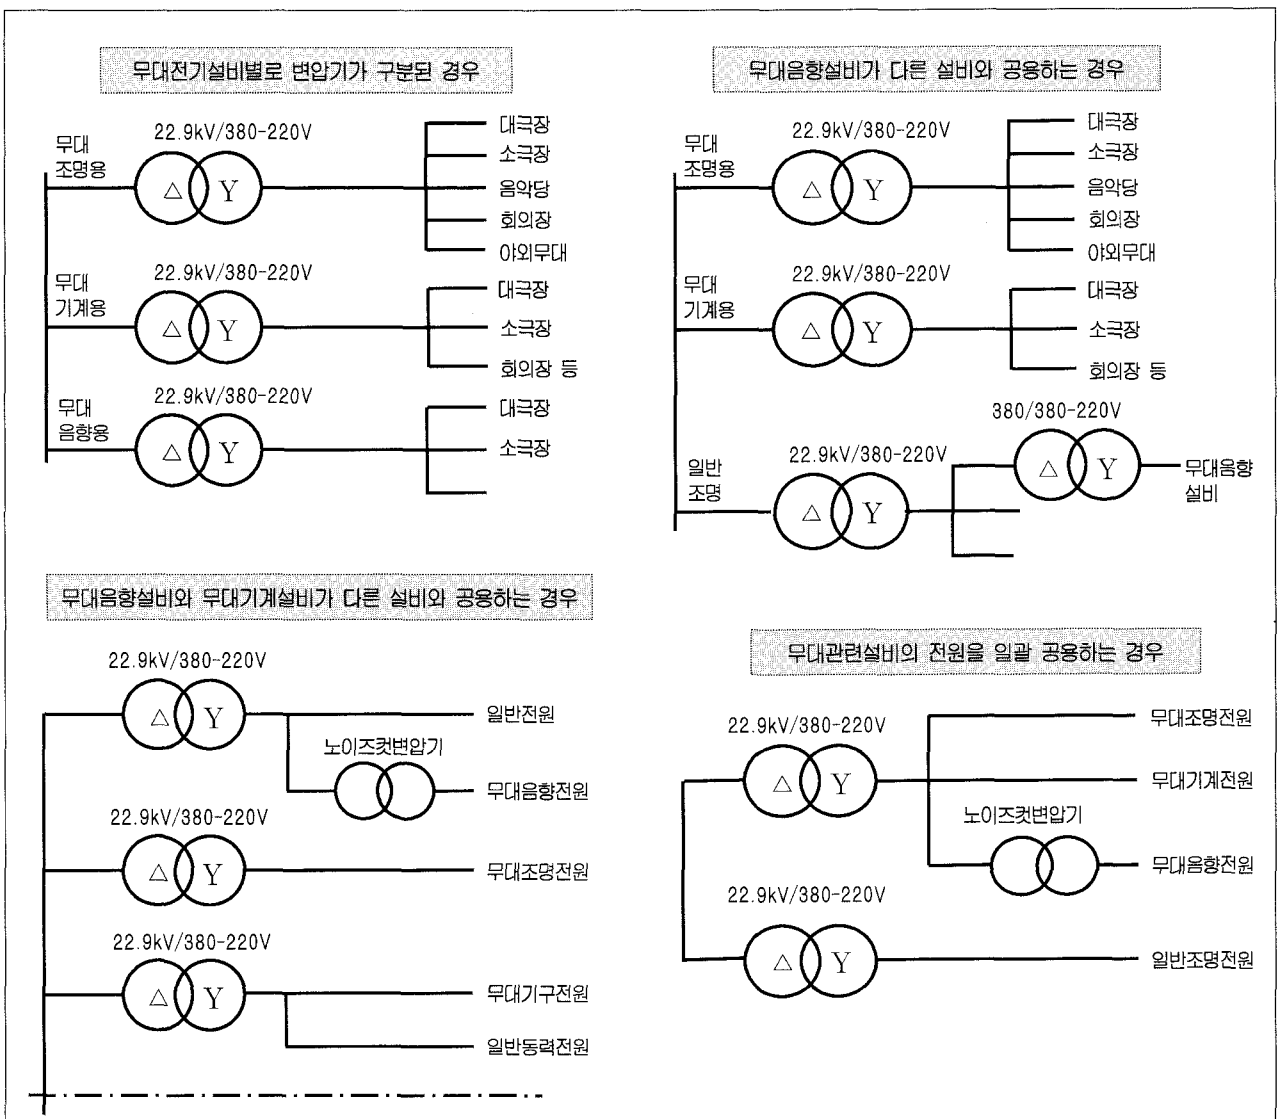 무대전기설비별로 변압기가 구분된 경우
무대
조명용
22.9kV/380-220V
△ Y
대극장
소극장
음악당
회의장
야외무대
무대
기계용
22.9kV/380-220V
△ Y
대극장
소극장
회의장 등
무대
음향용
22.9kV/380-220V
△ Y
대극장
소극장
무대음향설비가 다른 설비와 공용하는 경우
무대
조명용
22.9kV/380-220V
△ Y
대극장
소극장
음악당
회의장
야외무대
무대
기계용
22.9kV/380-220V
△ Y
대극장
소극장
회의장 등
일반
조명
22.9kV/380-220V
△ Y
380/380-220V
△ Y
무대음향
설비
무대음향설비와 무대기계설비가 다른 설비와 공용하는 경우
22.9kV/380-220V
△ Y
일반전원
노이즈컷변압기
무대음향전원
22.9kV/380-220V
△ Y
무대조명전원
22.9kV/380-220V
△ Y
무대기구전원
일반동력전원
무대관련설비의 전원을 일괄 공용하는 경우
22.9kV/380-220V
△ Y
무대조명전원
무대기계전원
노이즈컷변압기
무대음향전원
22.9kV/380-220V
△ Y
일반조명전원